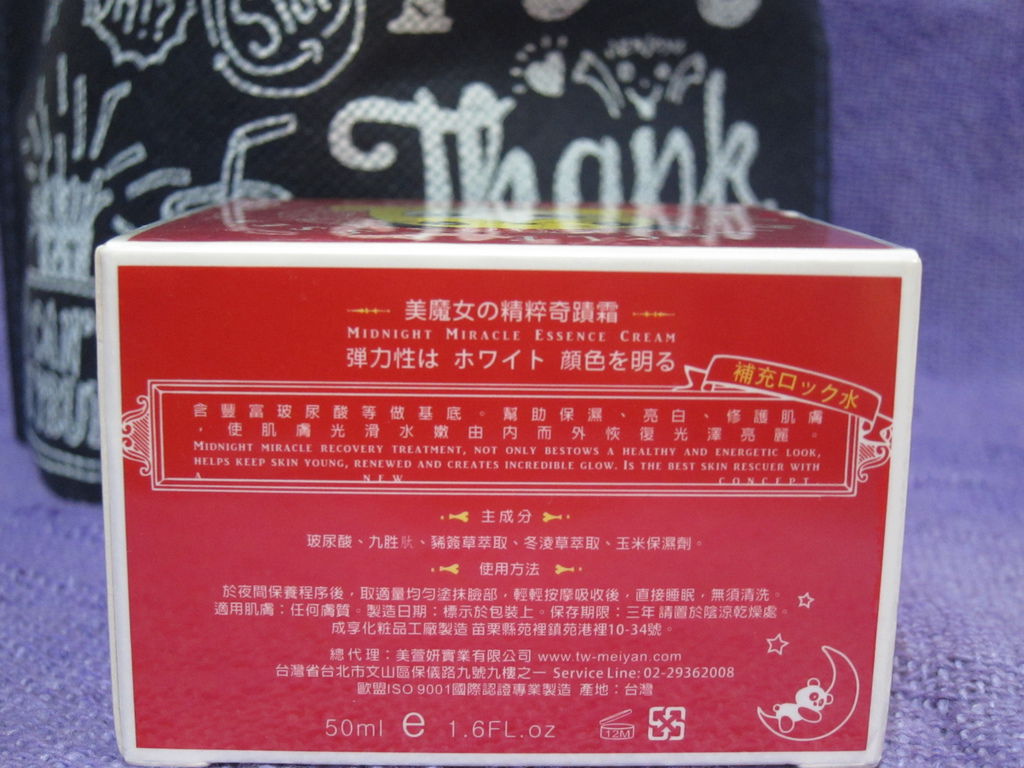 Thank
美魔女の精粹奇蹟霜
MIDNIGHT MIRACLE ESSENCE CREAM
弾力性は ホワイト 顔色を明る
補充ロック水
含豐富玻尿酸等做基底。幫助保濕、亮白、修護肌膚
，使肌膚光滑水嫩由內而外恢復光澤亮麗。
MIDNIGHT MIRACLE RECOVERY TREATMENT, NOT ONLY BESTOWS A HEALTHY AND ENERGETIC LOOK,
HELPS KEEP SKIN YOUNG, RENEWED AND CREATES INCREDIBLE GLOW. IS THE BEST SKIN RESCUER WITH
A NEW CONCEPT.
主成分
玻尿酸、九胜肽、豨簽草萃取、冬淩草萃取、玉米保濕劑。
使用方法
於夜間保養程序後，取適量均勻塗抹臉部，輕輕按摩吸收後，直接睡眠，無須清洗。
適用肌膚：任何膚質。製造日期：標示於包裝上。保存期限：三年 請置於陰涼乾燥處。
成享化粧品工廠製造 苗栗縣苑裡鎮苑港裡10-34號。
總代理：美萱妍實業有限公司 www.tw-meiyan.com
台灣省台北市文山區保儀路九號九樓之一 Service Line: 02-29362008
歐盟ISO 9001國際認證專業製造 產地：台灣
50ml e 1.6FL.oz
12M